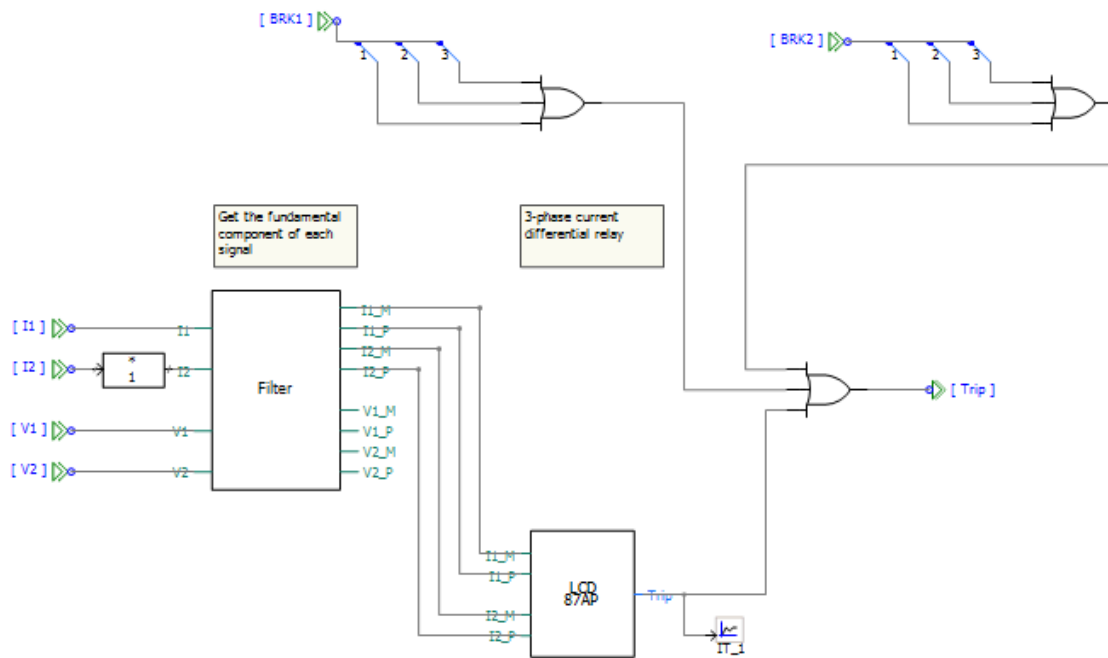 [ BRK1 ]
1
2
3
[ BRK2 ]
1
2
3
Get the fundamental
component of each
signal
3-phase current
differential relay
[ I1 ]
[ I2 ]
*
1
[ V1 ]
[ V2 ]
I1
I2
V1
V2
Filter
I1_M
I1_P
I2_M
I2_P
V1_M
V1_P
V2_M
V2_P
[ Trip ]
I1_M
I1_P
I2_M
I2_P
LCD
87AP
Trip
IT_1